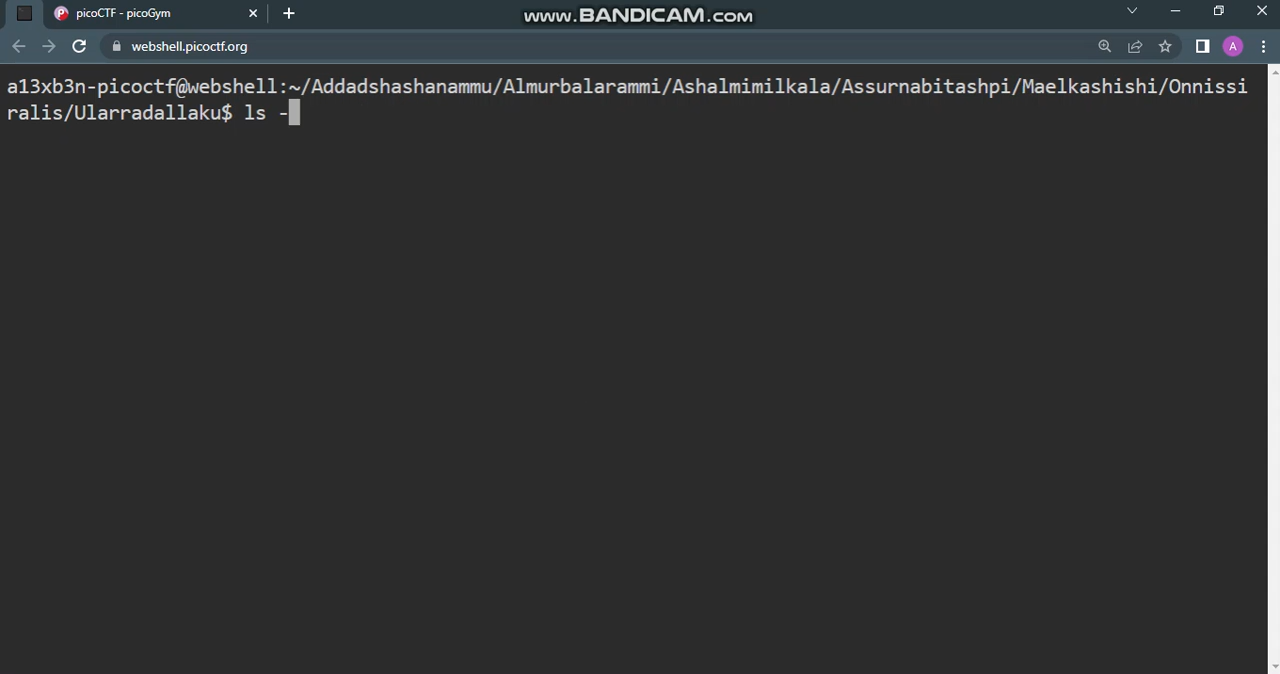 picoCTF - picoGym
www.BANDICAM.com
webshell.picoctf.org
A
a13xb3n-picoctf@webshell:~/Addadshashanammu/Almurbalarammi/Ashalmimilkala/Assurnabitashpi/Maelkashishi/Onnissi
ralis/Ularradallaku$ ls -